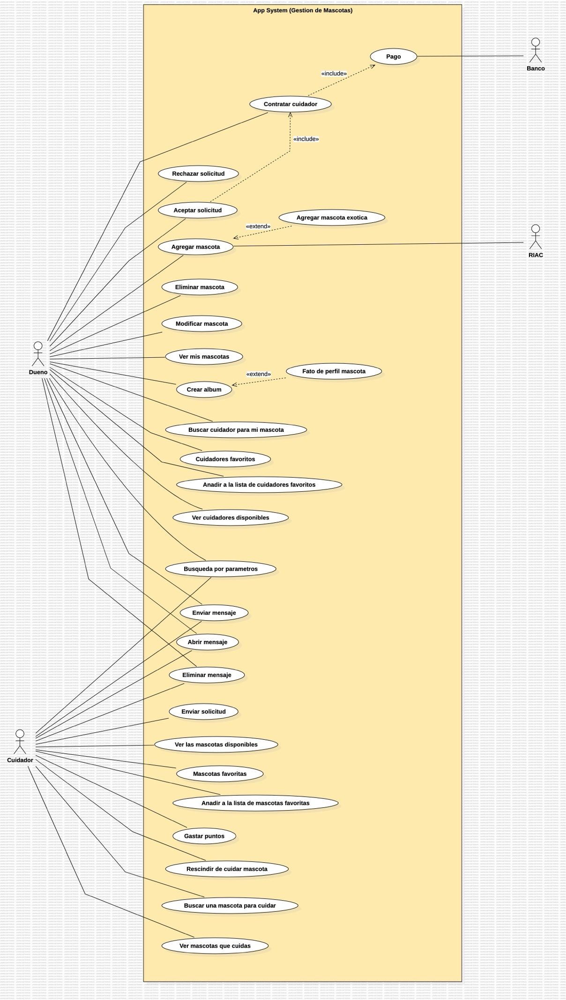 App System (Gestion de Mascotas)
Pago
Banco
«include»
Contratar cuidador
«include»
Rechazar solicitud
Aceptar solicitud
Agregar mascota exotica
«extend»
Agregar mascota
RIAC
Eliminar mascota
Modificar mascota
Ver mis mascotas
Dueno
Fato de perfil mascota
«extend»
Crear album
Buscar cuidador para mi mascota
Cuidadores favoritos
Anadir a la lista de cuidadores favoritos
Ver cuidadores disponibles
Busqueda por parametros
Enviar mensaje
Abrir mensaje
Eliminar mensaje
Enviar solicitud
Ver las mascotas disponibles
Cuidador
Mascotas favoritas
Anadir a la lista de mascotas favoritas
Gastar puntos
Rescindir de cuidar mascota
Buscar una mascota para cuidar
Ver mascotas que cuidas